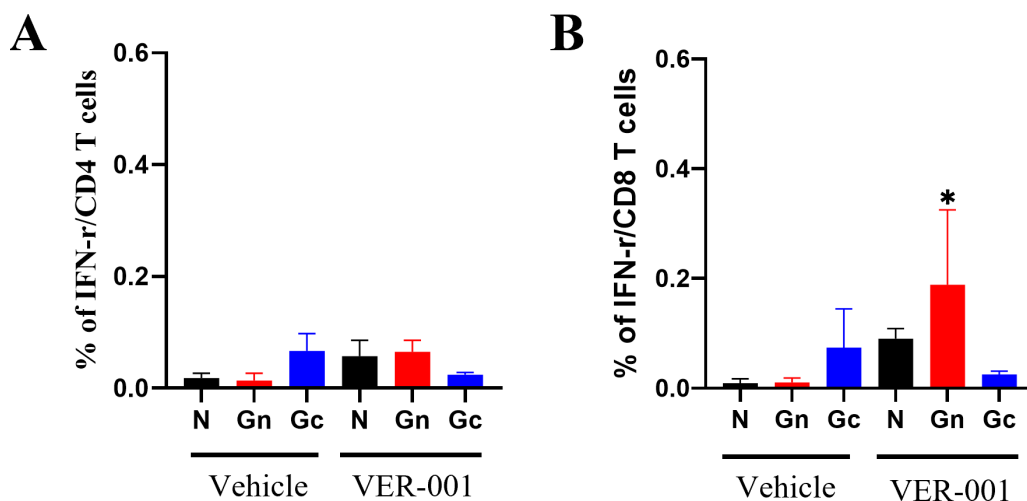 A
% of IFN-r/CD4 T cells
0.6
0.4
0.2
0.0
N Gn Gc N Gn Gc
Vehicle VER-001
B
% of IFN-r/CD8 T cells
0.6
0.4
0.2
0.0
*
N Gn Gc N Gn Gc
Vehicle VER-001